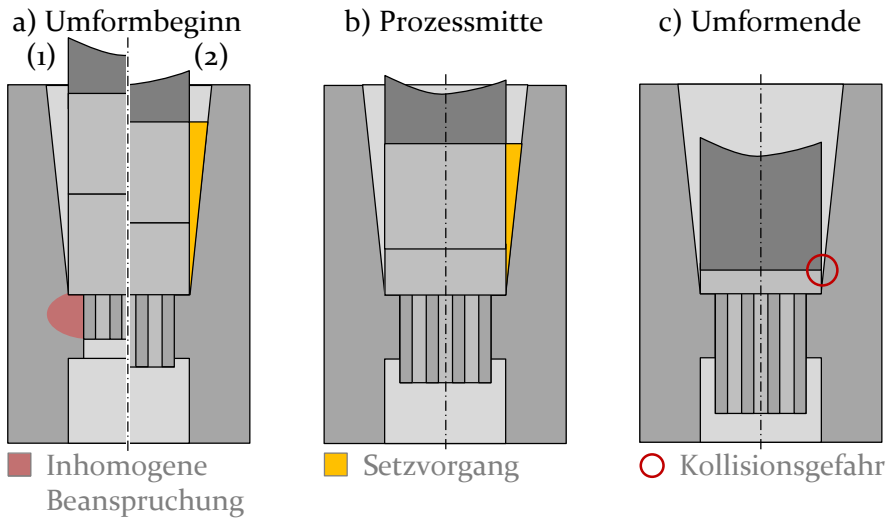 a) Umformbeginn
b) Prozessmitte
c) Umformende
(1)
(2)
Inhomogene
Beanspruchung
Setzvorgang
Kollisionsgefahr